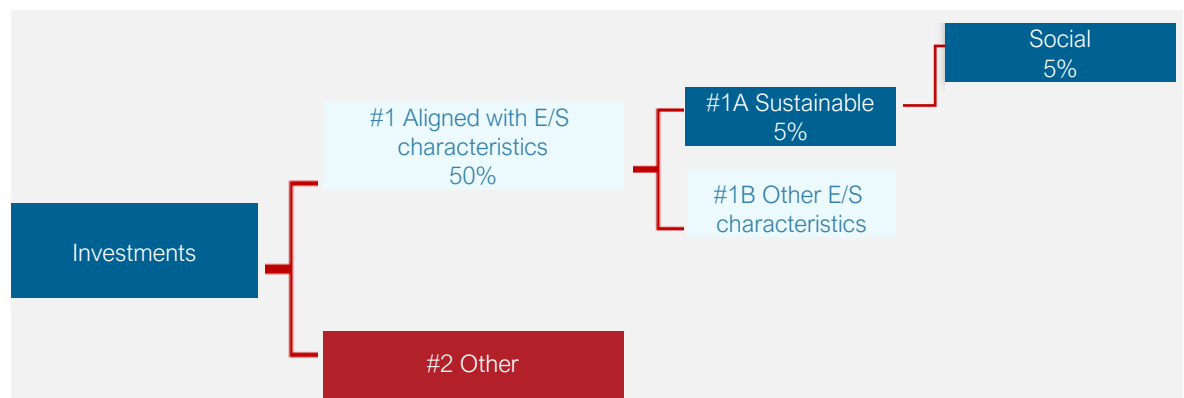 Social
5%
#1A Sustainable
5%
#1 Aligned with E/S
characteristics
50%
#1B Other E/S
characteristics
Investments
#2 Other